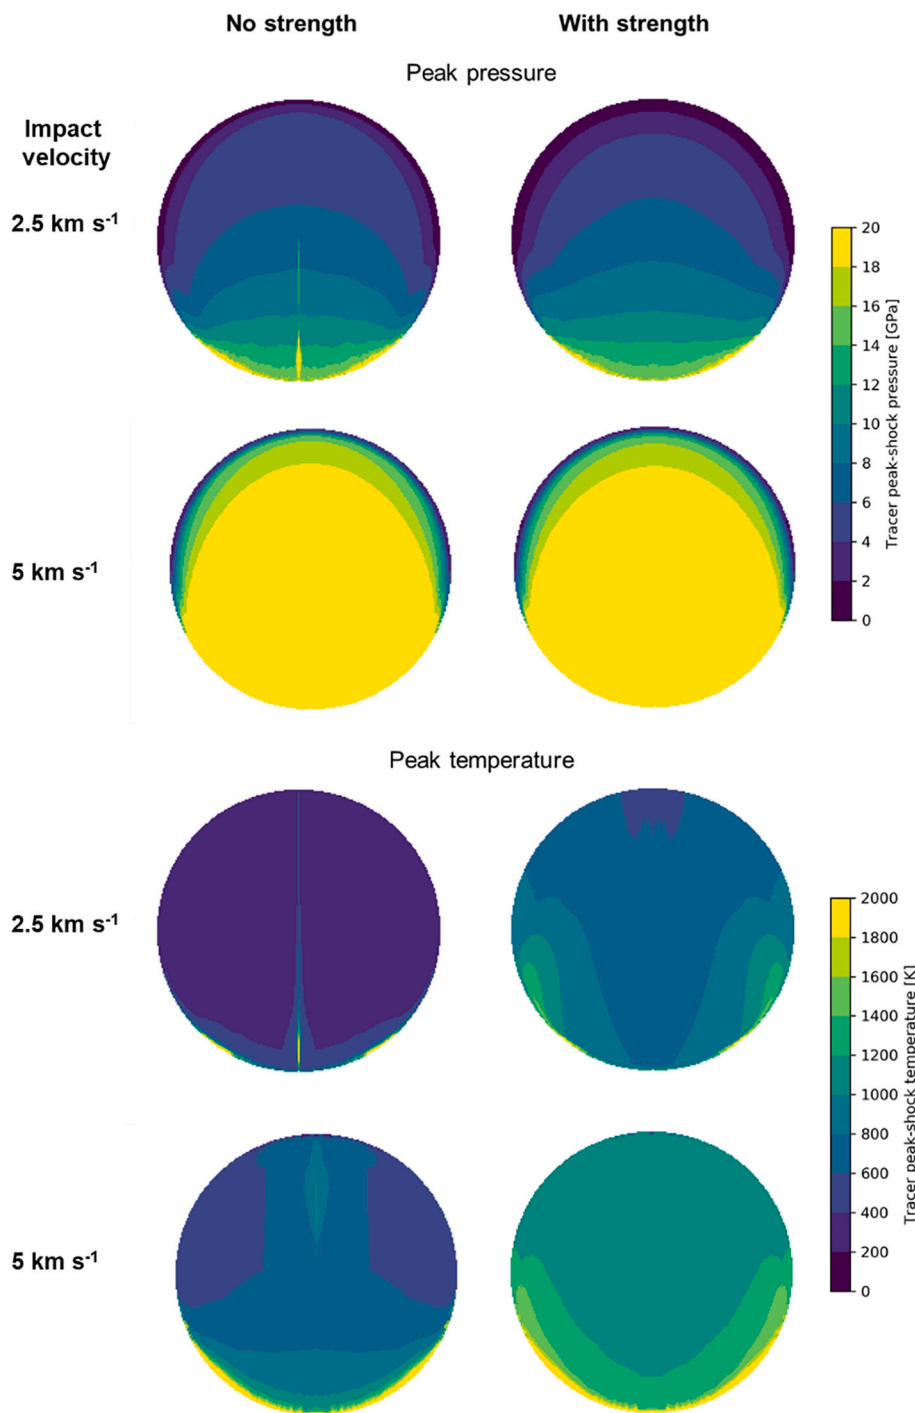 No strength
With strength
Peak pressure
Impact
velocity
2.5 km s⁻¹
5 km s⁻¹
20
18
16
14
12
10
8
6
4
2
0
Tracer peak-shock pressure [GPa]
Peak temperature
2.5 km s⁻¹
5 km s⁻¹
2000
1800
1600
1400
1200
1000
800
600
400
200
0
Tracer peak-shock temperature [K]